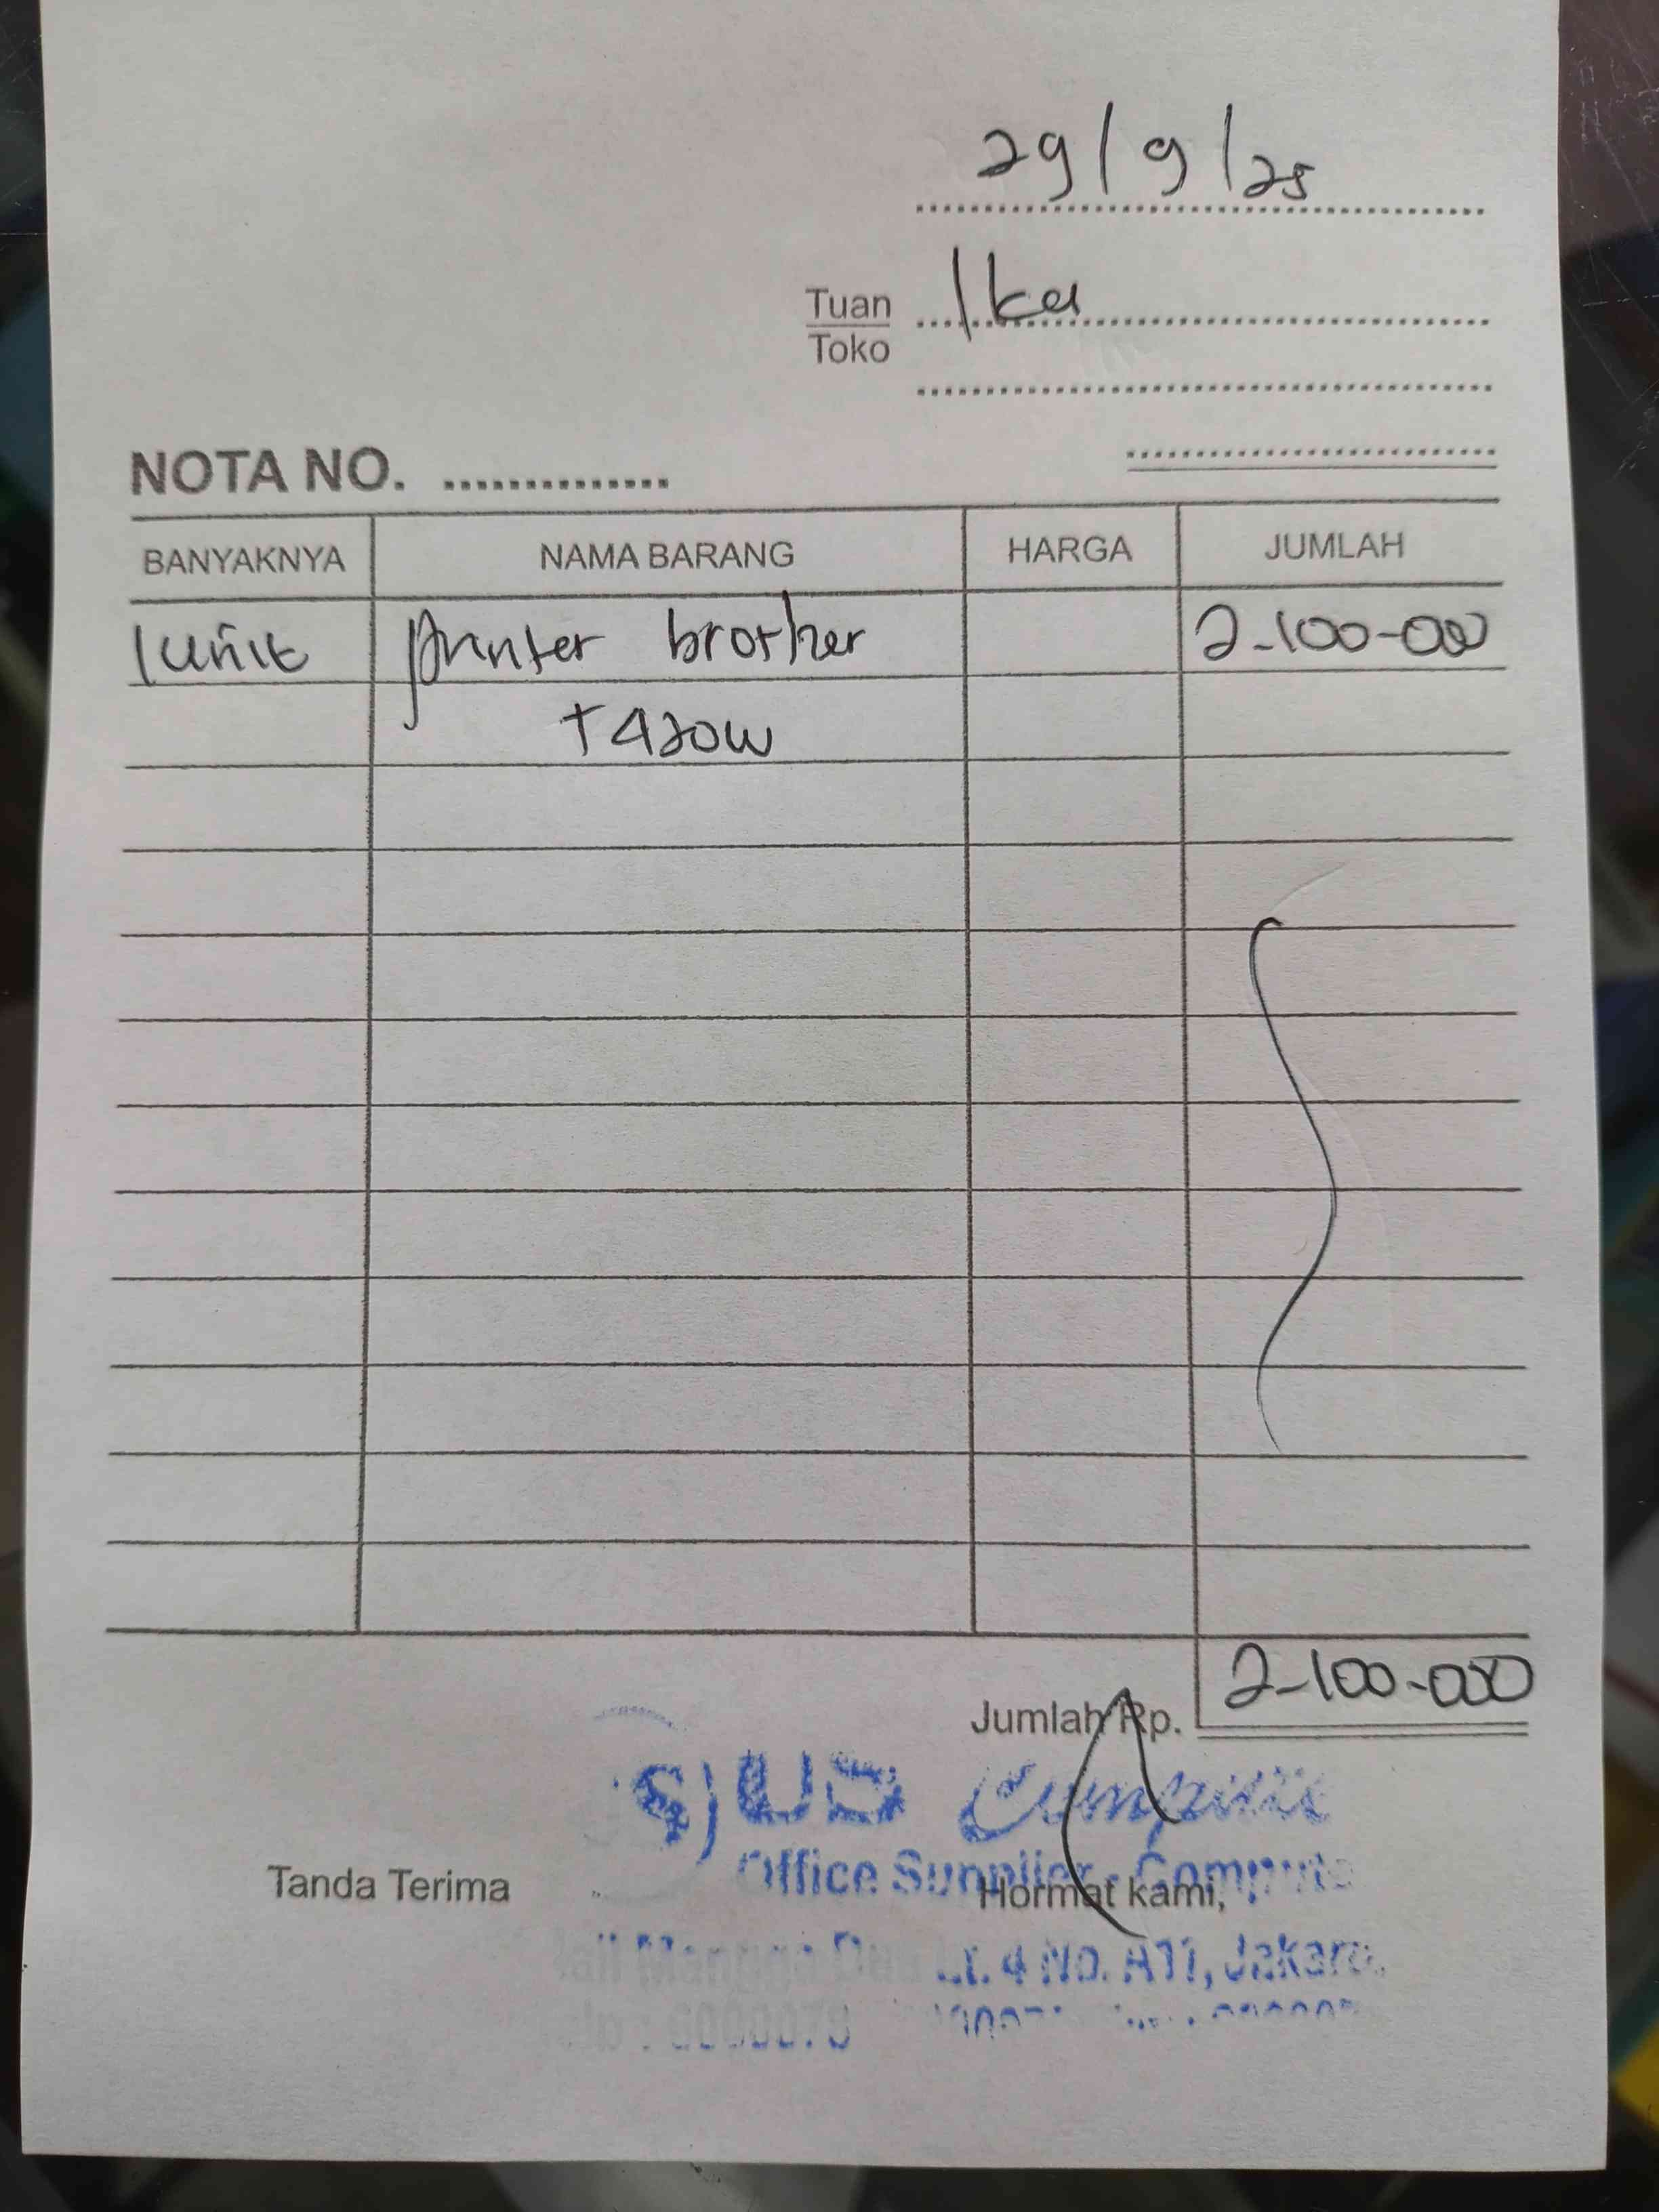 29/9/25
Tuan Ika
Toko
NOTA NO. ..............
BANYAKNYA NAMA BARANG HARGA JUMLAH
1 unit printer brother 2-100-000
T420W
Jumlah Rp. 2-100-000
Office Supplier - Compute
Tanda Terima Hormat kami,
Lt. 4 No. A11, Jakarta